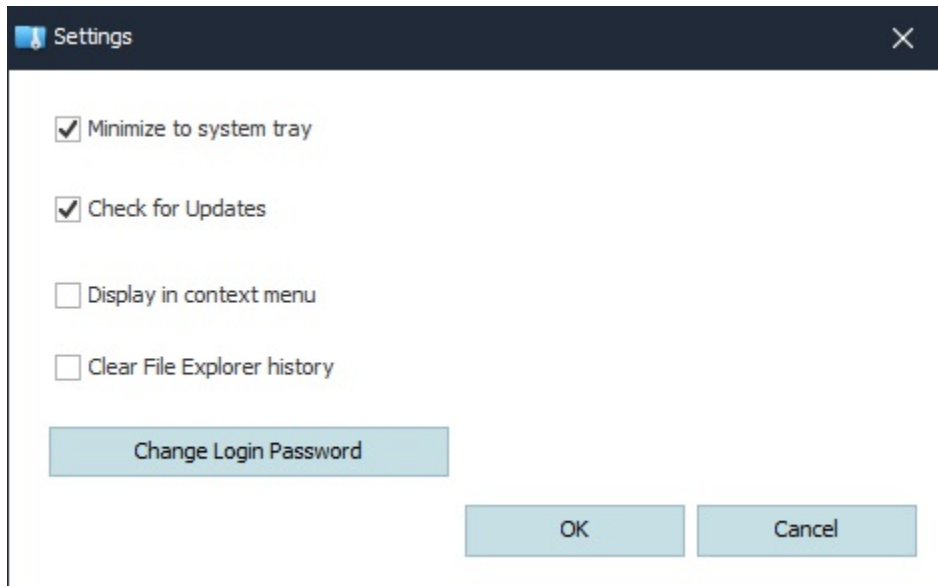 Settings
Minimize to system tray
Check for Updates
Display in context menu
Clear File Explorer history
Change Login Password
OK
Cancel